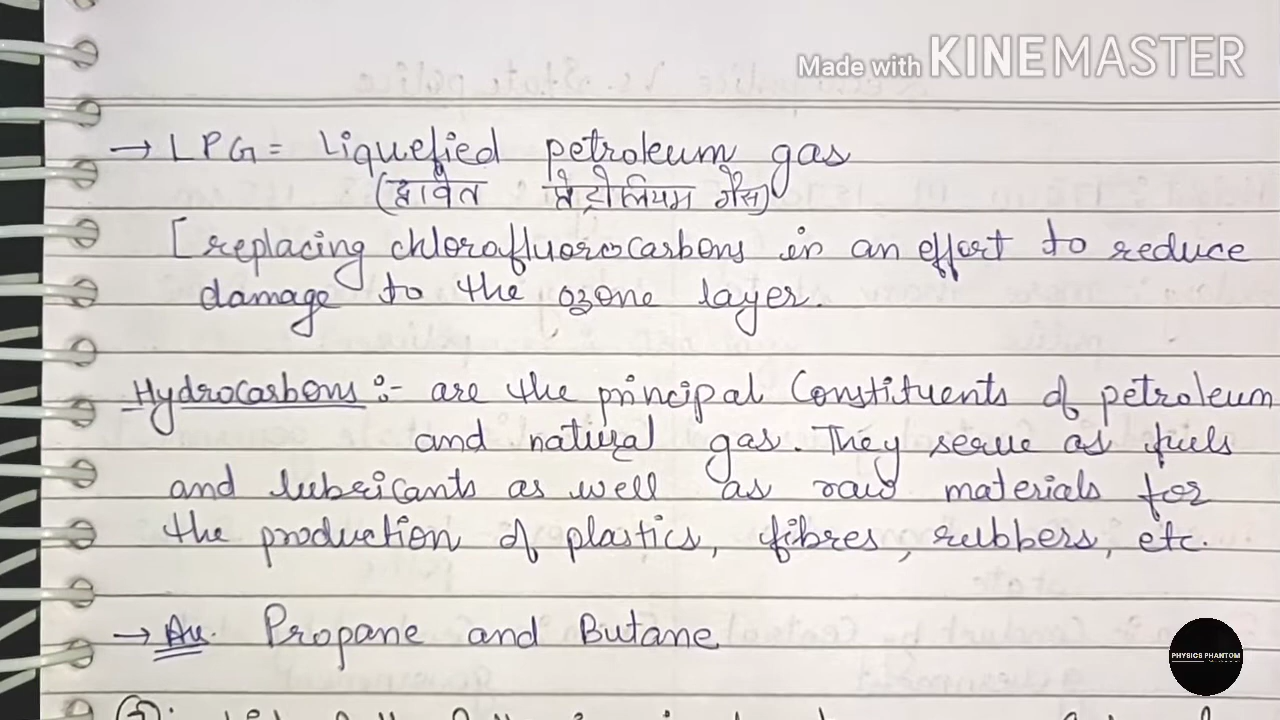 Made with KINEMASTER
→ LPG = Liquefied petroleum gas
(द्रावित पेट्रोलियम गैस)
[replacing chlorafluorocarbons in an effort to reduce
damage to the ozone layer.
Hydrocarbons :- are the principal Constituents of petroleum
and natural gas. They serve as fuels
and lubricants as well as raw materials for
the production of plastics, fibres, rubbers, etc.
→ Au. Propane and Butane
PHYSICS PHANTOM